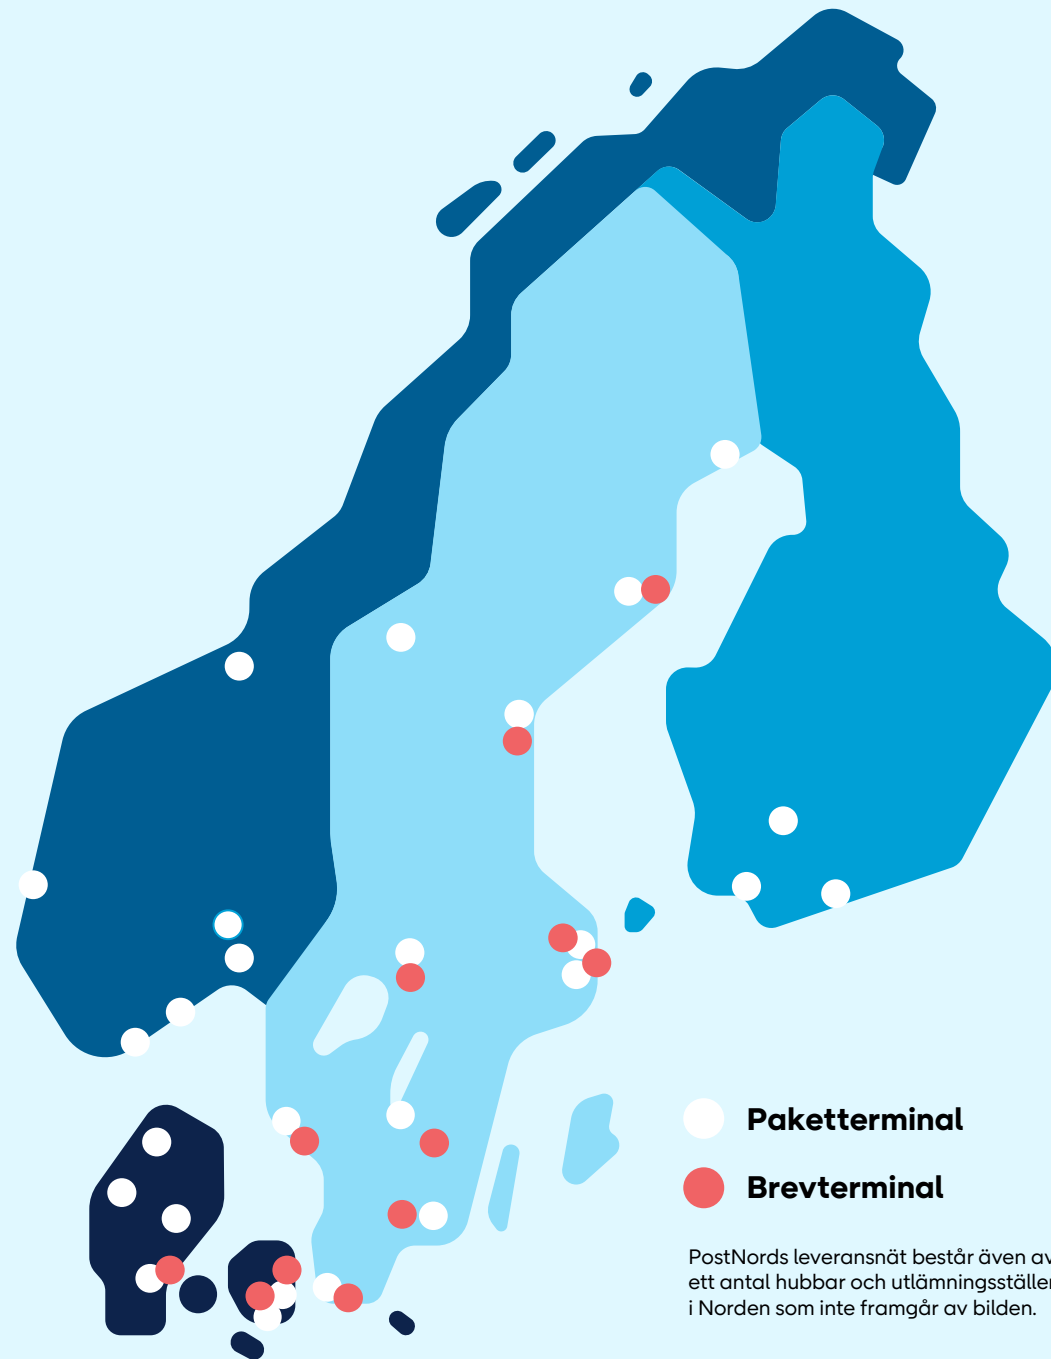 Paketterminal
Brevterminal
PostNords leveransnät består även av
ett antal hubbar och utlämningsställen
i Norden som inte framgår av bilden.